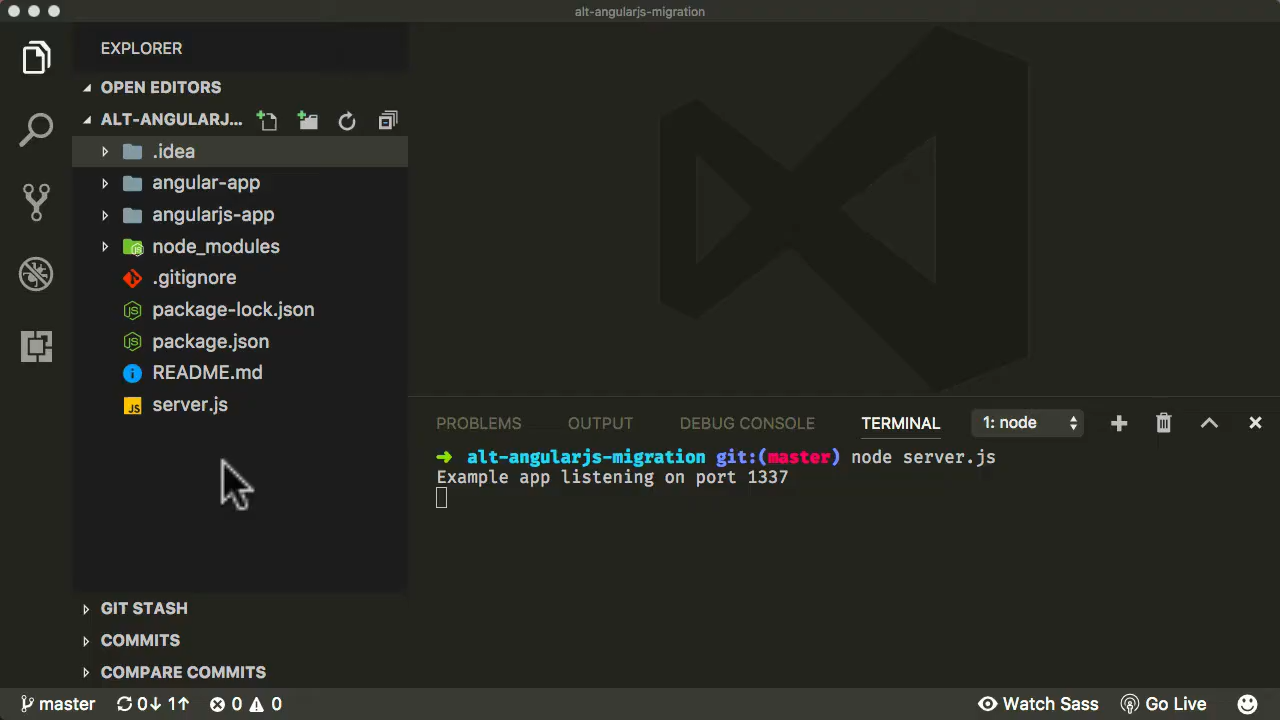 alt-angularjs-migration
EXPLORER
OPEN EDITORS
ALT-ANGULARJ...
.idea
angular-app
angularjs-app
node_modules
.gitignore
package-lock.json
package.json
README.md
server.js
GIT STASH
COMMITS
COMPARE COMMITS
PROBLEMS OUTPUT DEBUG CONSOLE TERMINAL 1: node
➜ alt-angularjs-migration git:(master) node server.js
Example app listening on port 1337
master 0↓ 1↑ 0 0 Watch Sass Go Live